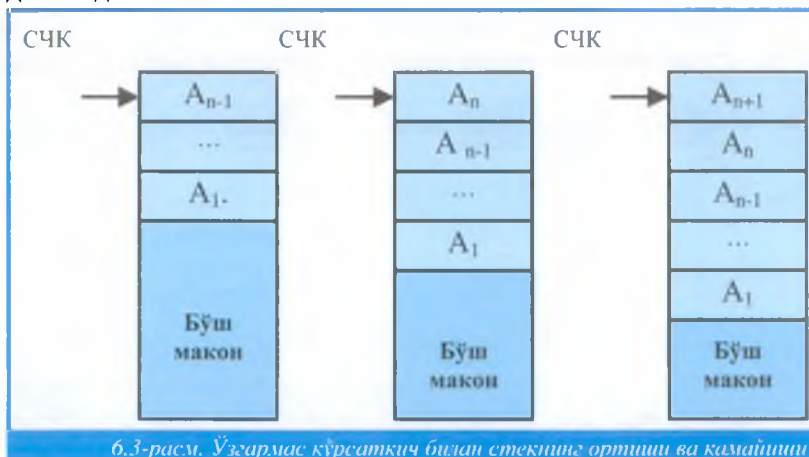 СЧК СЧК СЧК
Aₙ₋₁ Aₙ Aₙ₊₁
... A ₙ₋₁ Aₙ
A₁. ... Aₙ₋₁
A₁ ...
A₁
Бўш макон Бўш макон Бўш макон
6.3-расм. Ўзгармас кўрсаткич билан стекнинг ортиши ва камайиши